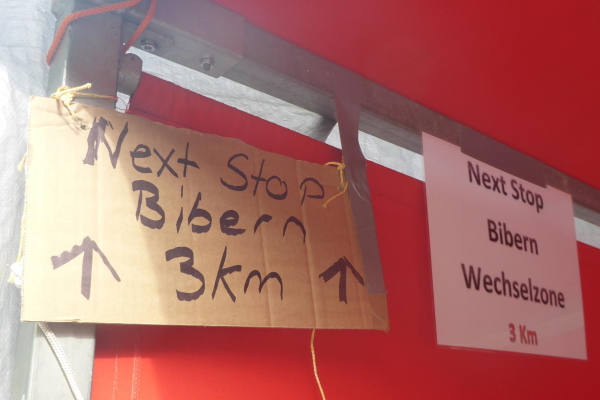 Next Stop
Bibern
3km
Next Stop
Bibern
Wechselzone
3 Km